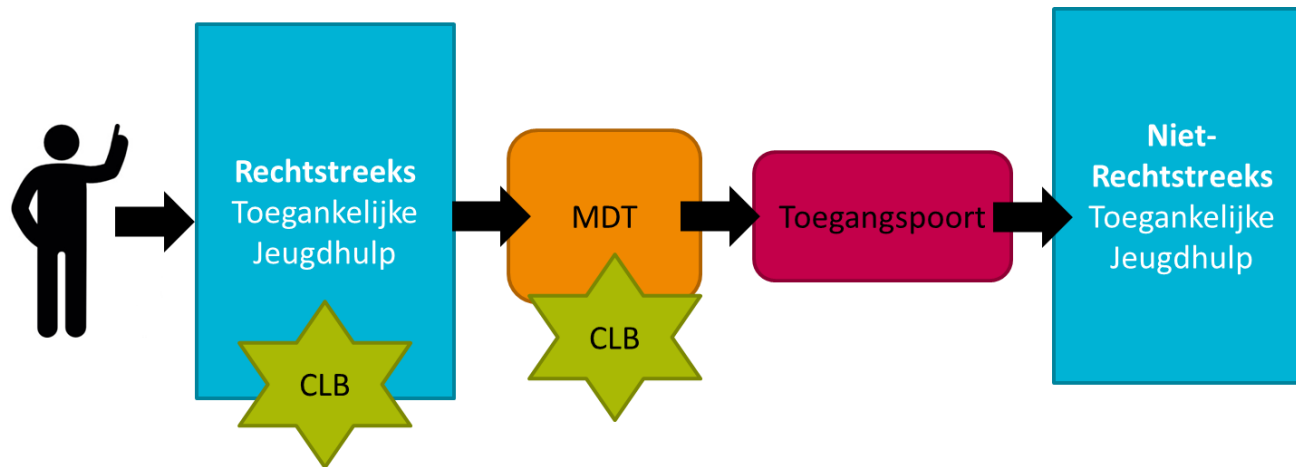 Rechtstreeks
Toegankelijke
Jeugdhulp
CLB
MDT
CLB
Toegangspoort
Niet-
Rechtstreeks
Toegankelijke
Jeugdhulp